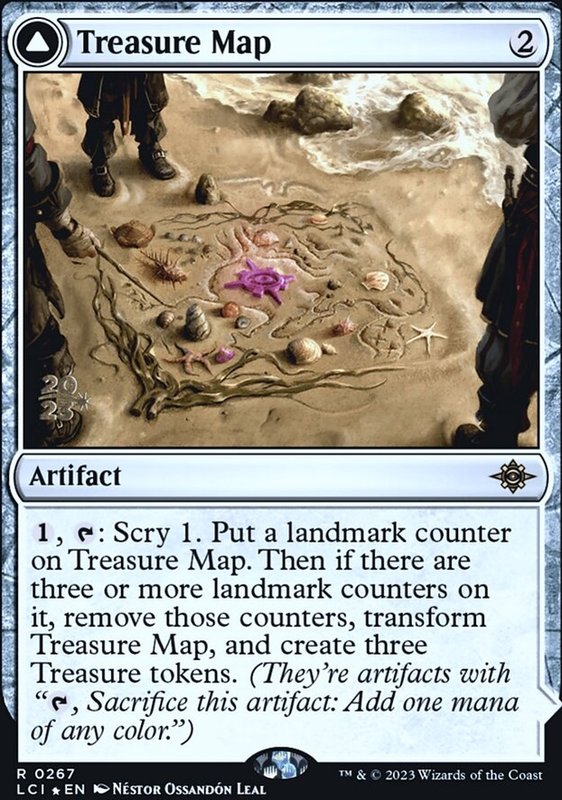 Treasure Map 2
20
23
Artifact
1, : Scry 1. Put a landmark counter
on Treasure Map. Then if there are
three or more landmark counters on
it, remove those counters, transform
Treasure Map, and create three
Treasure tokens. (They're artifacts with
“, Sacrifice this artifact: Add one mana
of any color.”)
R 0267
LCI ★ EN Néstor Ossandón Leal
™ & © 2023 Wizards of the Coast